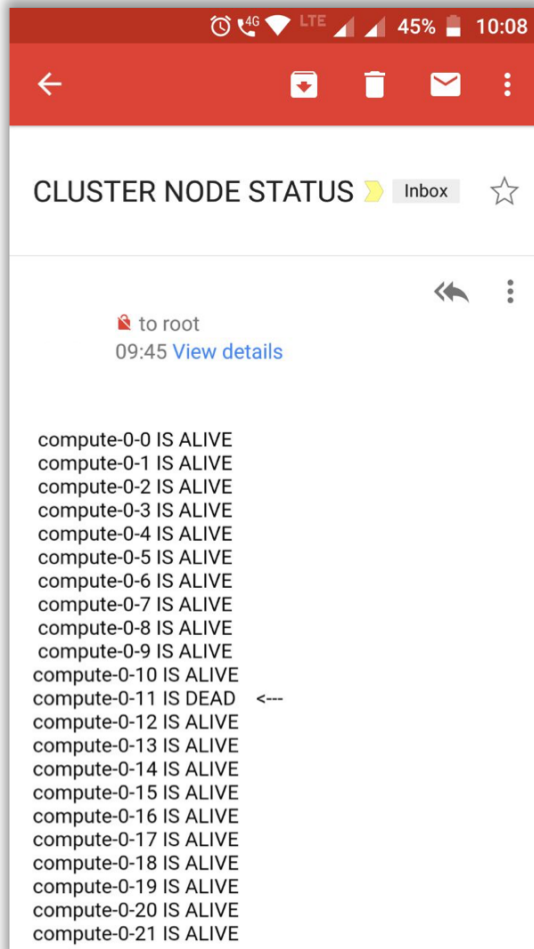 4G LTE 45% 10:08
CLUSTER NODE STATUS Inbox
to root
09:45 View details
compute-0-0 IS ALIVE
compute-0-1 IS ALIVE
compute-0-2 IS ALIVE
compute-0-3 IS ALIVE
compute-0-4 IS ALIVE
compute-0-5 IS ALIVE
compute-0-6 IS ALIVE
compute-0-7 IS ALIVE
compute-0-8 IS ALIVE
compute-0-9 IS ALIVE
compute-0-10 IS ALIVE
compute-0-11 IS DEAD <---
compute-0-12 IS ALIVE
compute-0-13 IS ALIVE
compute-0-14 IS ALIVE
compute-0-15 IS ALIVE
compute-0-16 IS ALIVE
compute-0-17 IS ALIVE
compute-0-18 IS ALIVE
compute-0-19 IS ALIVE
compute-0-20 IS ALIVE
compute-0-21 IS ALIVE